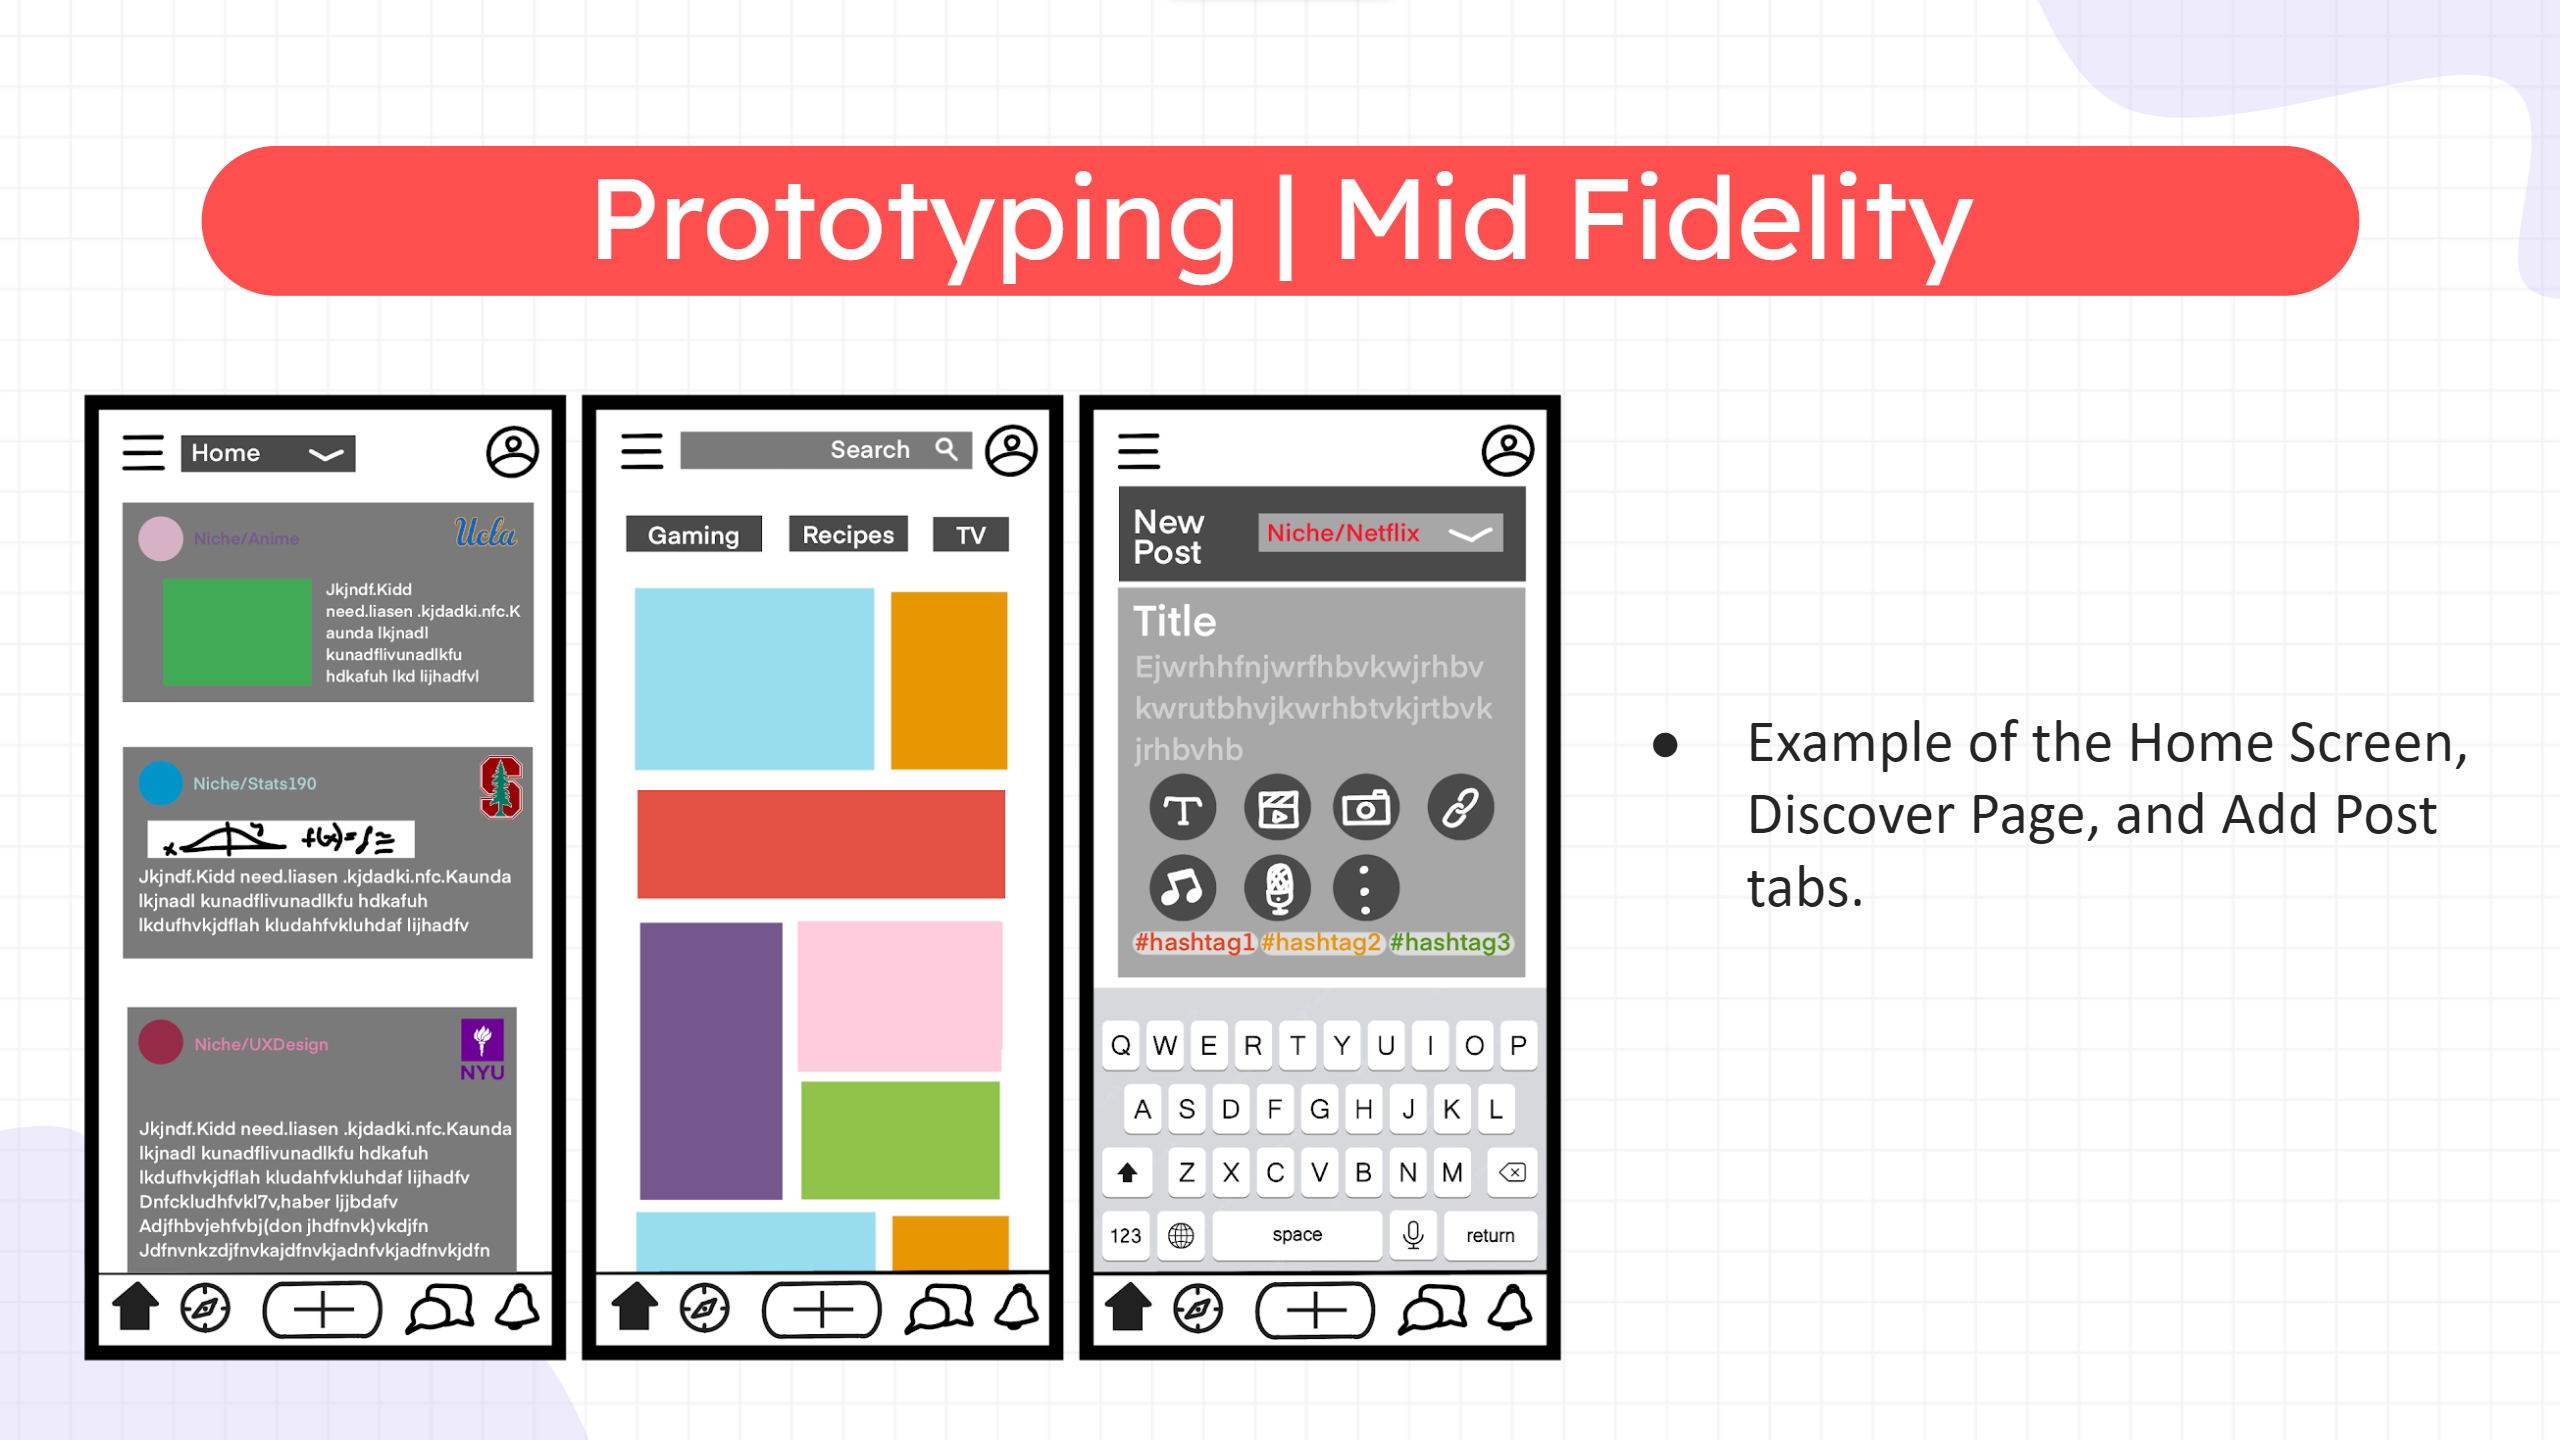 Prototyping | Mid Fidelity
Home
Niche/Anime
Ucla
Jkjndf.Kidd
need.liasen .kjdadki.nfc.K
aunda lkjnadl
kunadflivunadlkfu
hdkafuh lkd lijhadfvl
Niche/Stats190
S
x
y
f(x)=∫≅
Jkjndf.Kidd need.liasen .kjdadki.nfc.Kaunda
lkjnadl kunadflivunadlkfu hdkafuh
lkdufhvkjdflah kludahfvkluhdaf lijhadfv
Niche/UXDesign
NYU
Jkjndf.Kidd need.liasen .kjdadki.nfc.Kaunda
lkjnadl kunadflivunadlkfu hdkafuh
lkdufhvkjdflah kludahfvkluhdaf lijhadfv
Dnfckludhfvkl7v,haber ljjbdafv
Adjfhbvjehfvbj(don jhdfnvk)vkdjfn
Jdfnvnkzdjfnvkajdfnvkjadnfvkjadfnvkjdfn
Search
Gaming Recipes TV
New
Post
Niche/Netflix
Title
Ejwrhhfnjwrfhbvkwjrhbv
kwrutbhvjkwrhbtvkjrtbvk
jrhbvhb
T
#hashtag1 #hashtag2 #hashtag3
Q W E R T Y U I O P
A S D F G H J K L
Z X C V B N M
123 space return
● Example of the Home Screen,
Discover Page, and Add Post
tabs.